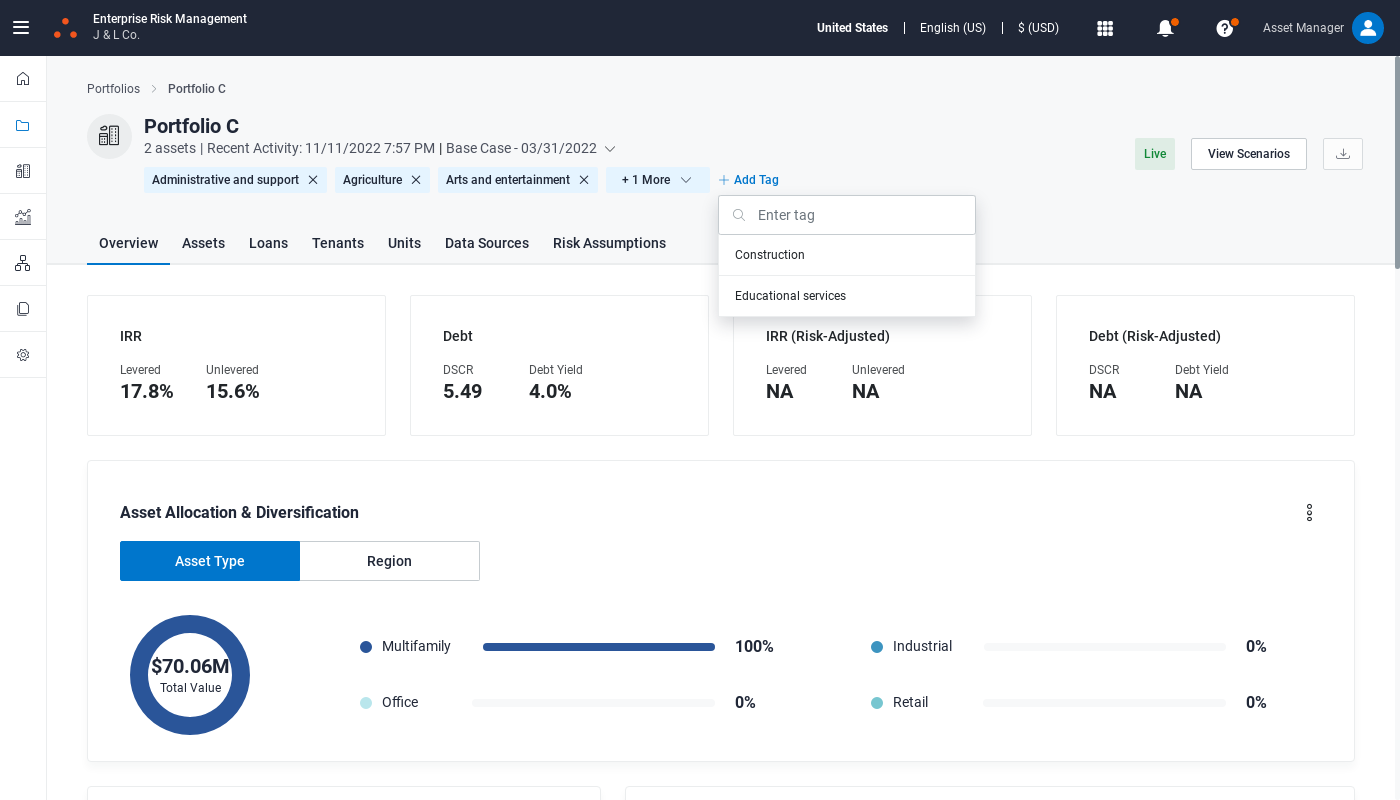 Enterprise Risk Management
J & L Co.
United States | English (US) | $ (USD)
Asset Manager
Portfolios > Portfolio C
Portfolio C
2 assets | Recent Activity: 11/11/2022 7:57 PM | Base Case - 03/31/2022
Live
View Scenarios
Administrative and support
Agriculture
Arts and entertainment
+ 1 More
Add Tag
Enter tag
Construction
Educational services
Overview
Assets
Loans
Tenants
Units
Data Sources
Risk Assumptions
IRR
Levered Unlevered
17.8% 15.6%
Debt
DSCR Debt Yield
5.49 4.0%
IRR (Risk-Adjusted)
Levered Unlevered
NA NA
Debt (Risk-Adjusted)
DSCR Debt Yield
NA NA
Asset Allocation & Diversification
Asset Type Region
$70.06M
Total Value
Multifamily 100%
Industrial 0%
Office 0%
Retail 0%